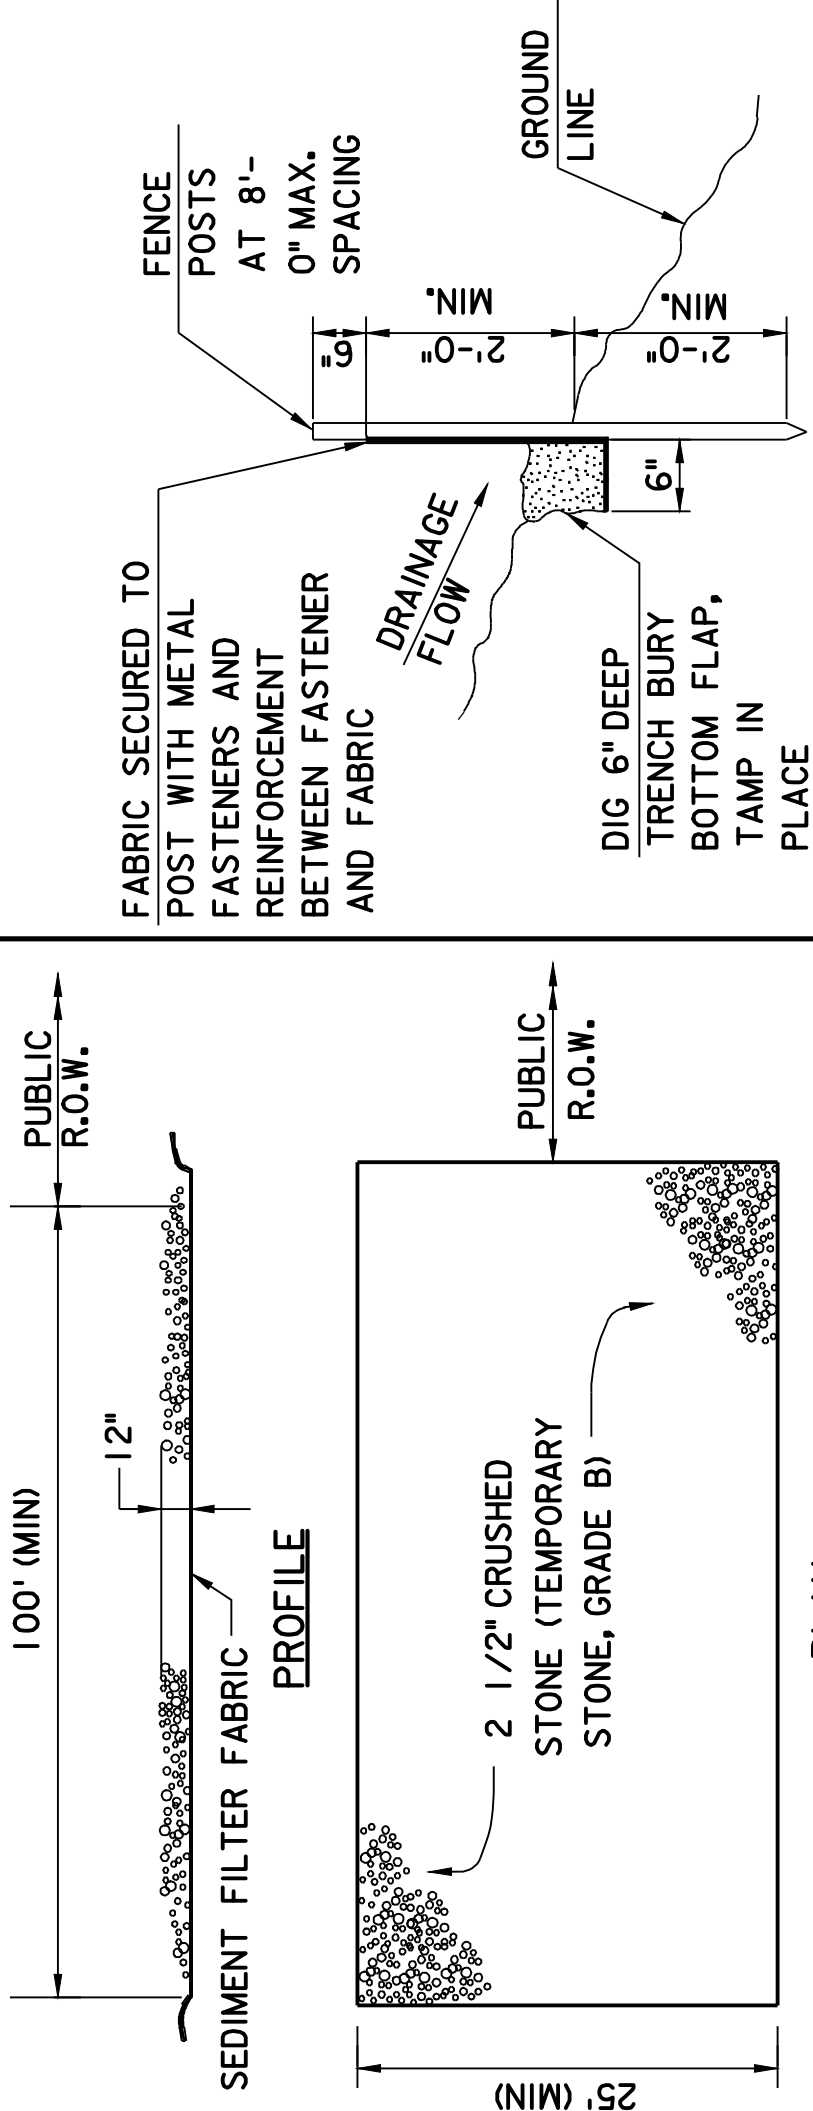 100' (MIN)
PUBLIC
R.O.W.
12"
SEDIMENT FILTER FABRIC
PROFILE
25' (MIN)
2 1/2" CRUSHED
STONE (TEMPORARY
STONE, GRADE B)
PUBLIC
R.O.W.
FABRIC SECURED TO
POST WITH METAL
FASTENERS AND
REINFORCEMENT
BETWEEN FASTENER
AND FABRIC
FENCE
POSTS
AT 8'-
0" MAX.
SPACING
6"
2'-0"
MIN.
2'-0"
MIN.
GROUND
LINE
DRAINAGE
FLOW
6"
DIG 6" DEEP
TRENCH BURY
BOTTOM FLAP,
TAMP IN
PLACE